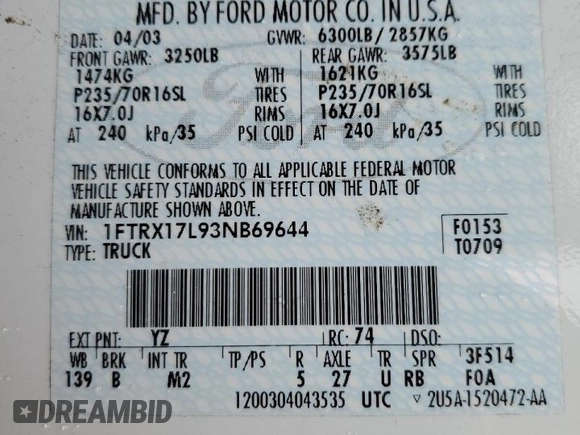 MFD. BY FORD MOTOR CO. IN U.S.A.
DATE: 04/03 GVWR: 6300LB/ 2857KG
FRONT GAWR: 3250LB REAR GAWR: 3575LB
1474KG WITH 1621KG WITH
P235/70R16SL TIRES P235/70R16SL TIRES
16X7.0J RIMS 16X7.0J RIMS
AT 240 kPa/35 PSI COLD AT 240 kPa/35 PSI COLD
Ford
THIS VEHICLE CONFORMS TO ALL APPLICABLE FEDERAL MOTOR
VEHICLE SAFETY STANDARDS IN EFFECT ON THE DATE OF
MANUFACTURE SHOWN ABOVE.
VIN: 1FTRX17L93NB69644 F0153
TYPE: TRUCK T0709
EXT PNT: YZ RC: 74 DSO:
WB BRK INT TR TP/PS R AXLE TR SPR 3F514
139 B M2 5 27 U RB F0A
1200304043535 UTC ▽ 2U5A-1520472-AA
DREAMBID